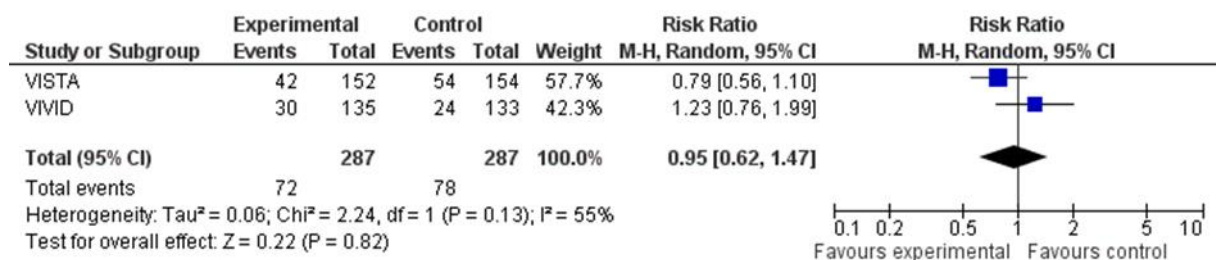 Experimental Control Risk Ratio Risk Ratio
Study or Subgroup Events Total Events Total Weight M-H, Random, 95% CI M-H, Random, 95% CI
VISTA 42 152 54 154 57.7% 0.79 [0.56, 1.10]
VIVID 30 135 24 133 42.3% 1.23 [0.76, 1.99]
Total (95% CI) 287 287 100.0% 0.95 [0.62, 1.47]
Total events 72 78
Heterogeneity: Tau² = 0.06; Chi² = 2.24, df = 1 (P = 0.13); I² = 55%
Test for overall effect: Z = 0.22 (P = 0.82)
0.1 0.2 0.5 1 2 5 10
Favours experimental Favours control